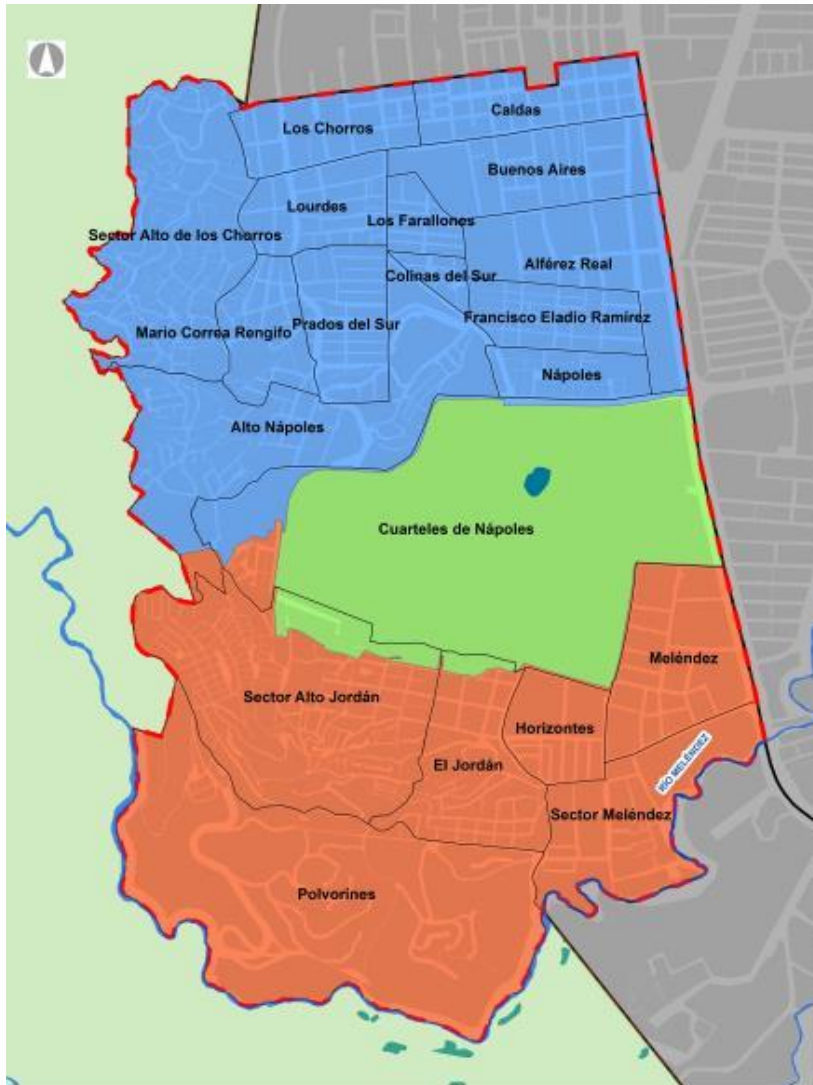 Caldas
Los Chorros
Buenos Aires
Lourdes
Los Farallones
Sector Alto de los Chorros
Alférez Real
Colinas del Sur
Mario Correa Rengifo
Prados del Sur
Francisco Eladio Ramírez
Nápoles
Alto Nápoles
Cuarteles de Nápoles
Meléndez
Sector Alto Jordán
Horizontes
RÍO MELÉNDEZ
El Jordán
Sector Meléndez
Polvorines